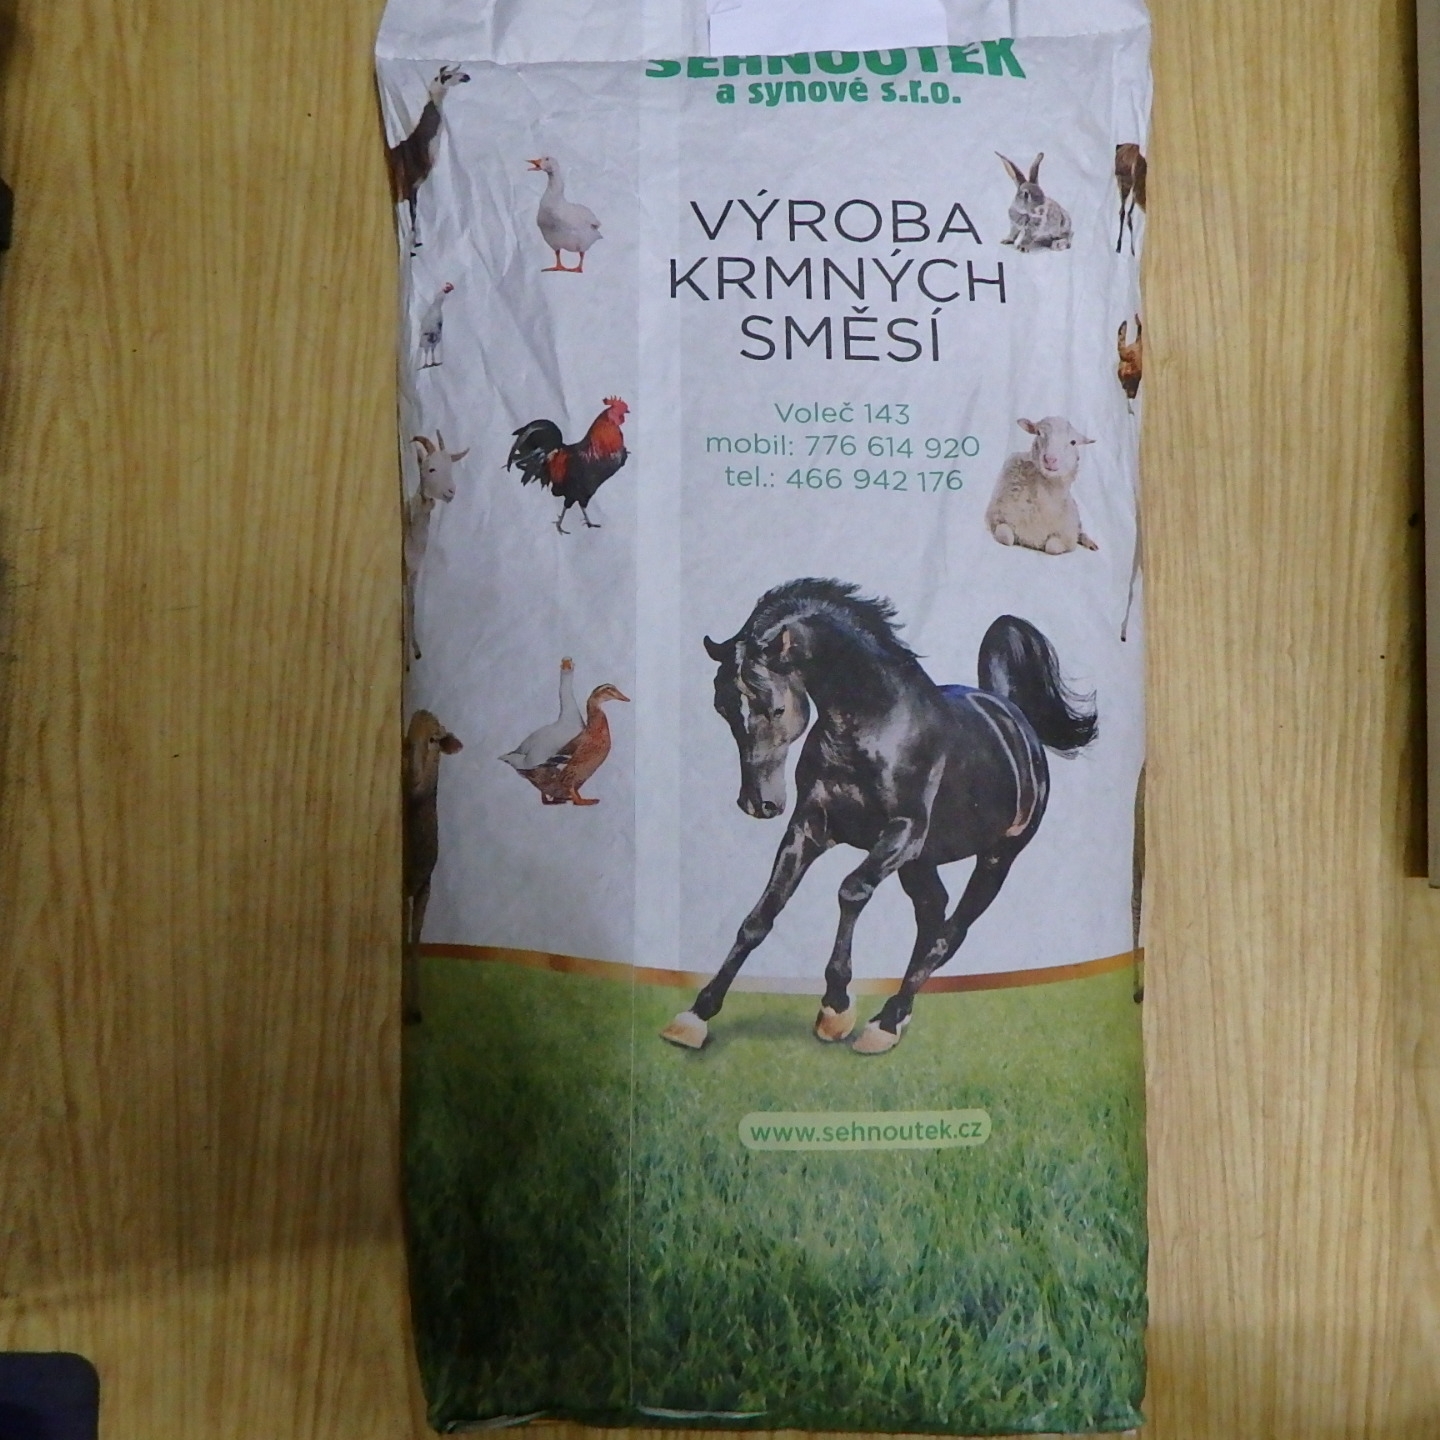 SEHNOUTEK
a synové s.r.o.
VÝROBA
KRMNÝCH
SMĚSÍ
Voleč 143
mobil: 776 614 920
tel.: 466 942 176
www.sehnoutek.cz